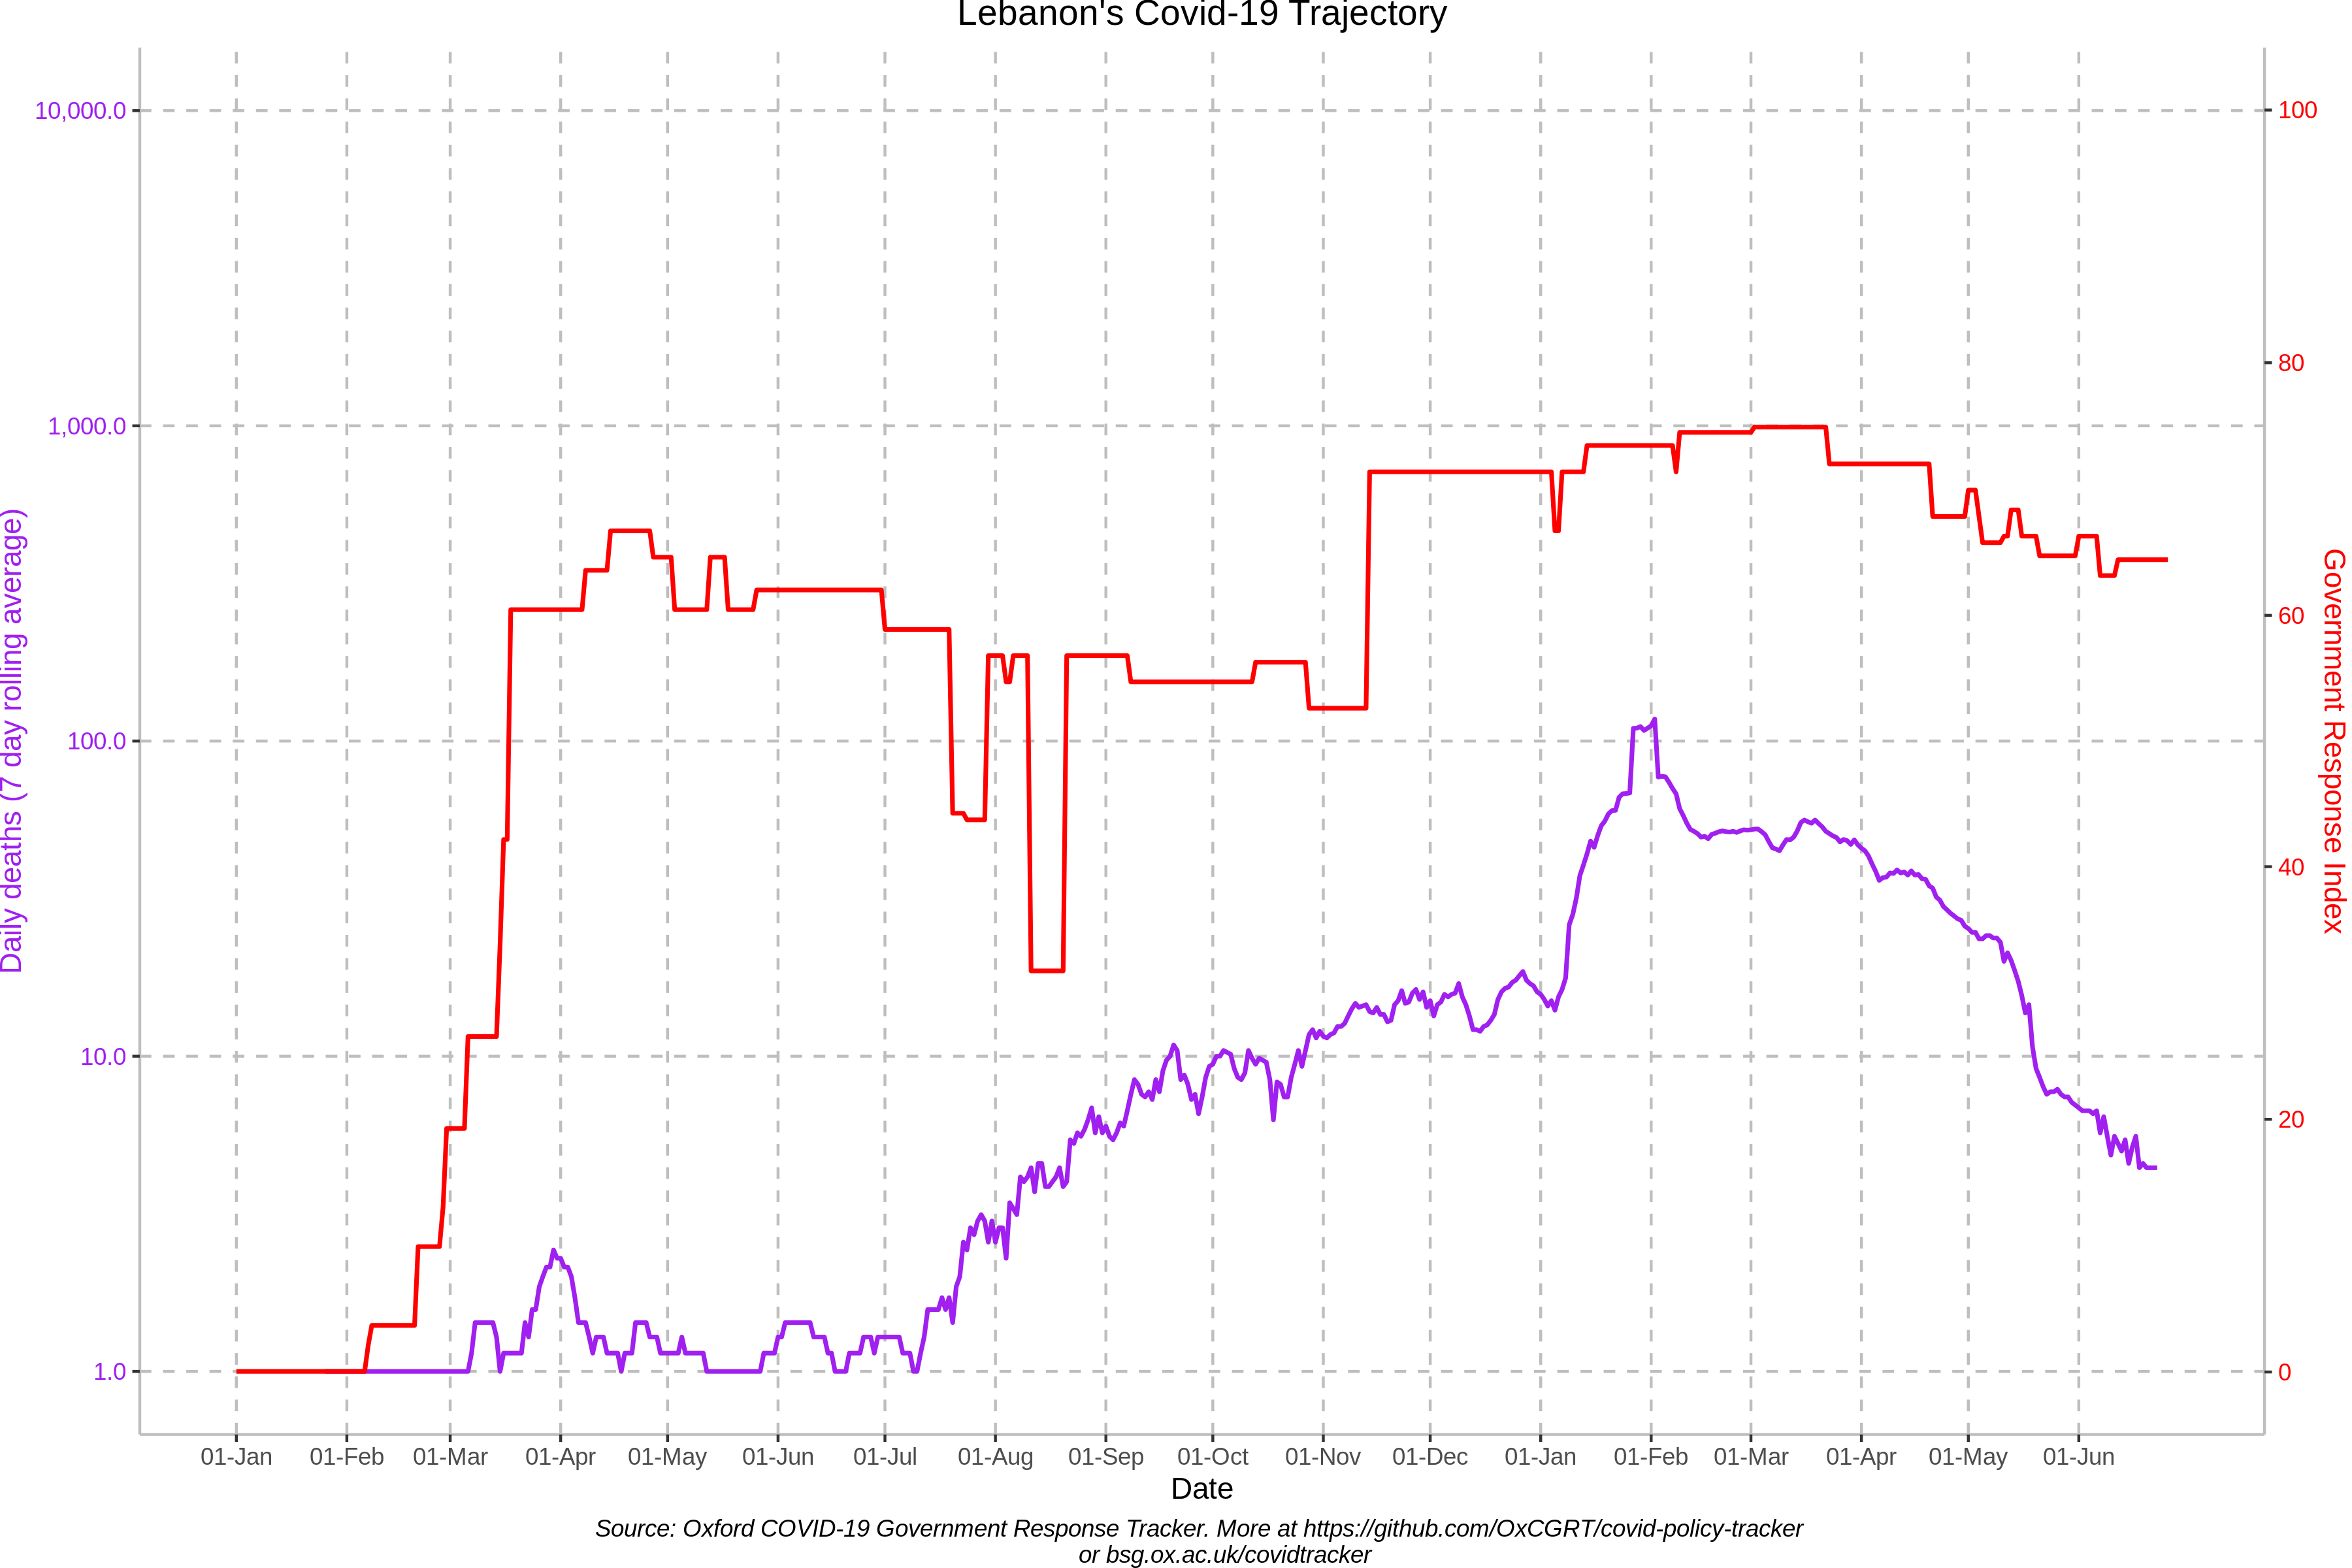 Lebanon's Covid-19 Trajectory
10,000.0
1,000.0
100.0
10.0
1.0
Daily deaths (7 day rolling average)
100
80
60
40
20
0
Government Response Index
01-Jan 01-Feb 01-Mar 01-Apr 01-May 01-Jun 01-Jul 01-Aug 01-Sep 01-Oct 01-Nov 01-Dec 01-Jan 01-Feb 01-Mar 01-Apr 01-May 01-Jun
Date
Source: Oxford COVID-19 Government Response Tracker. More at https://github.com/OxCGRT/covid-policy-tracker
or bsg.ox.ac.uk/covidtracker